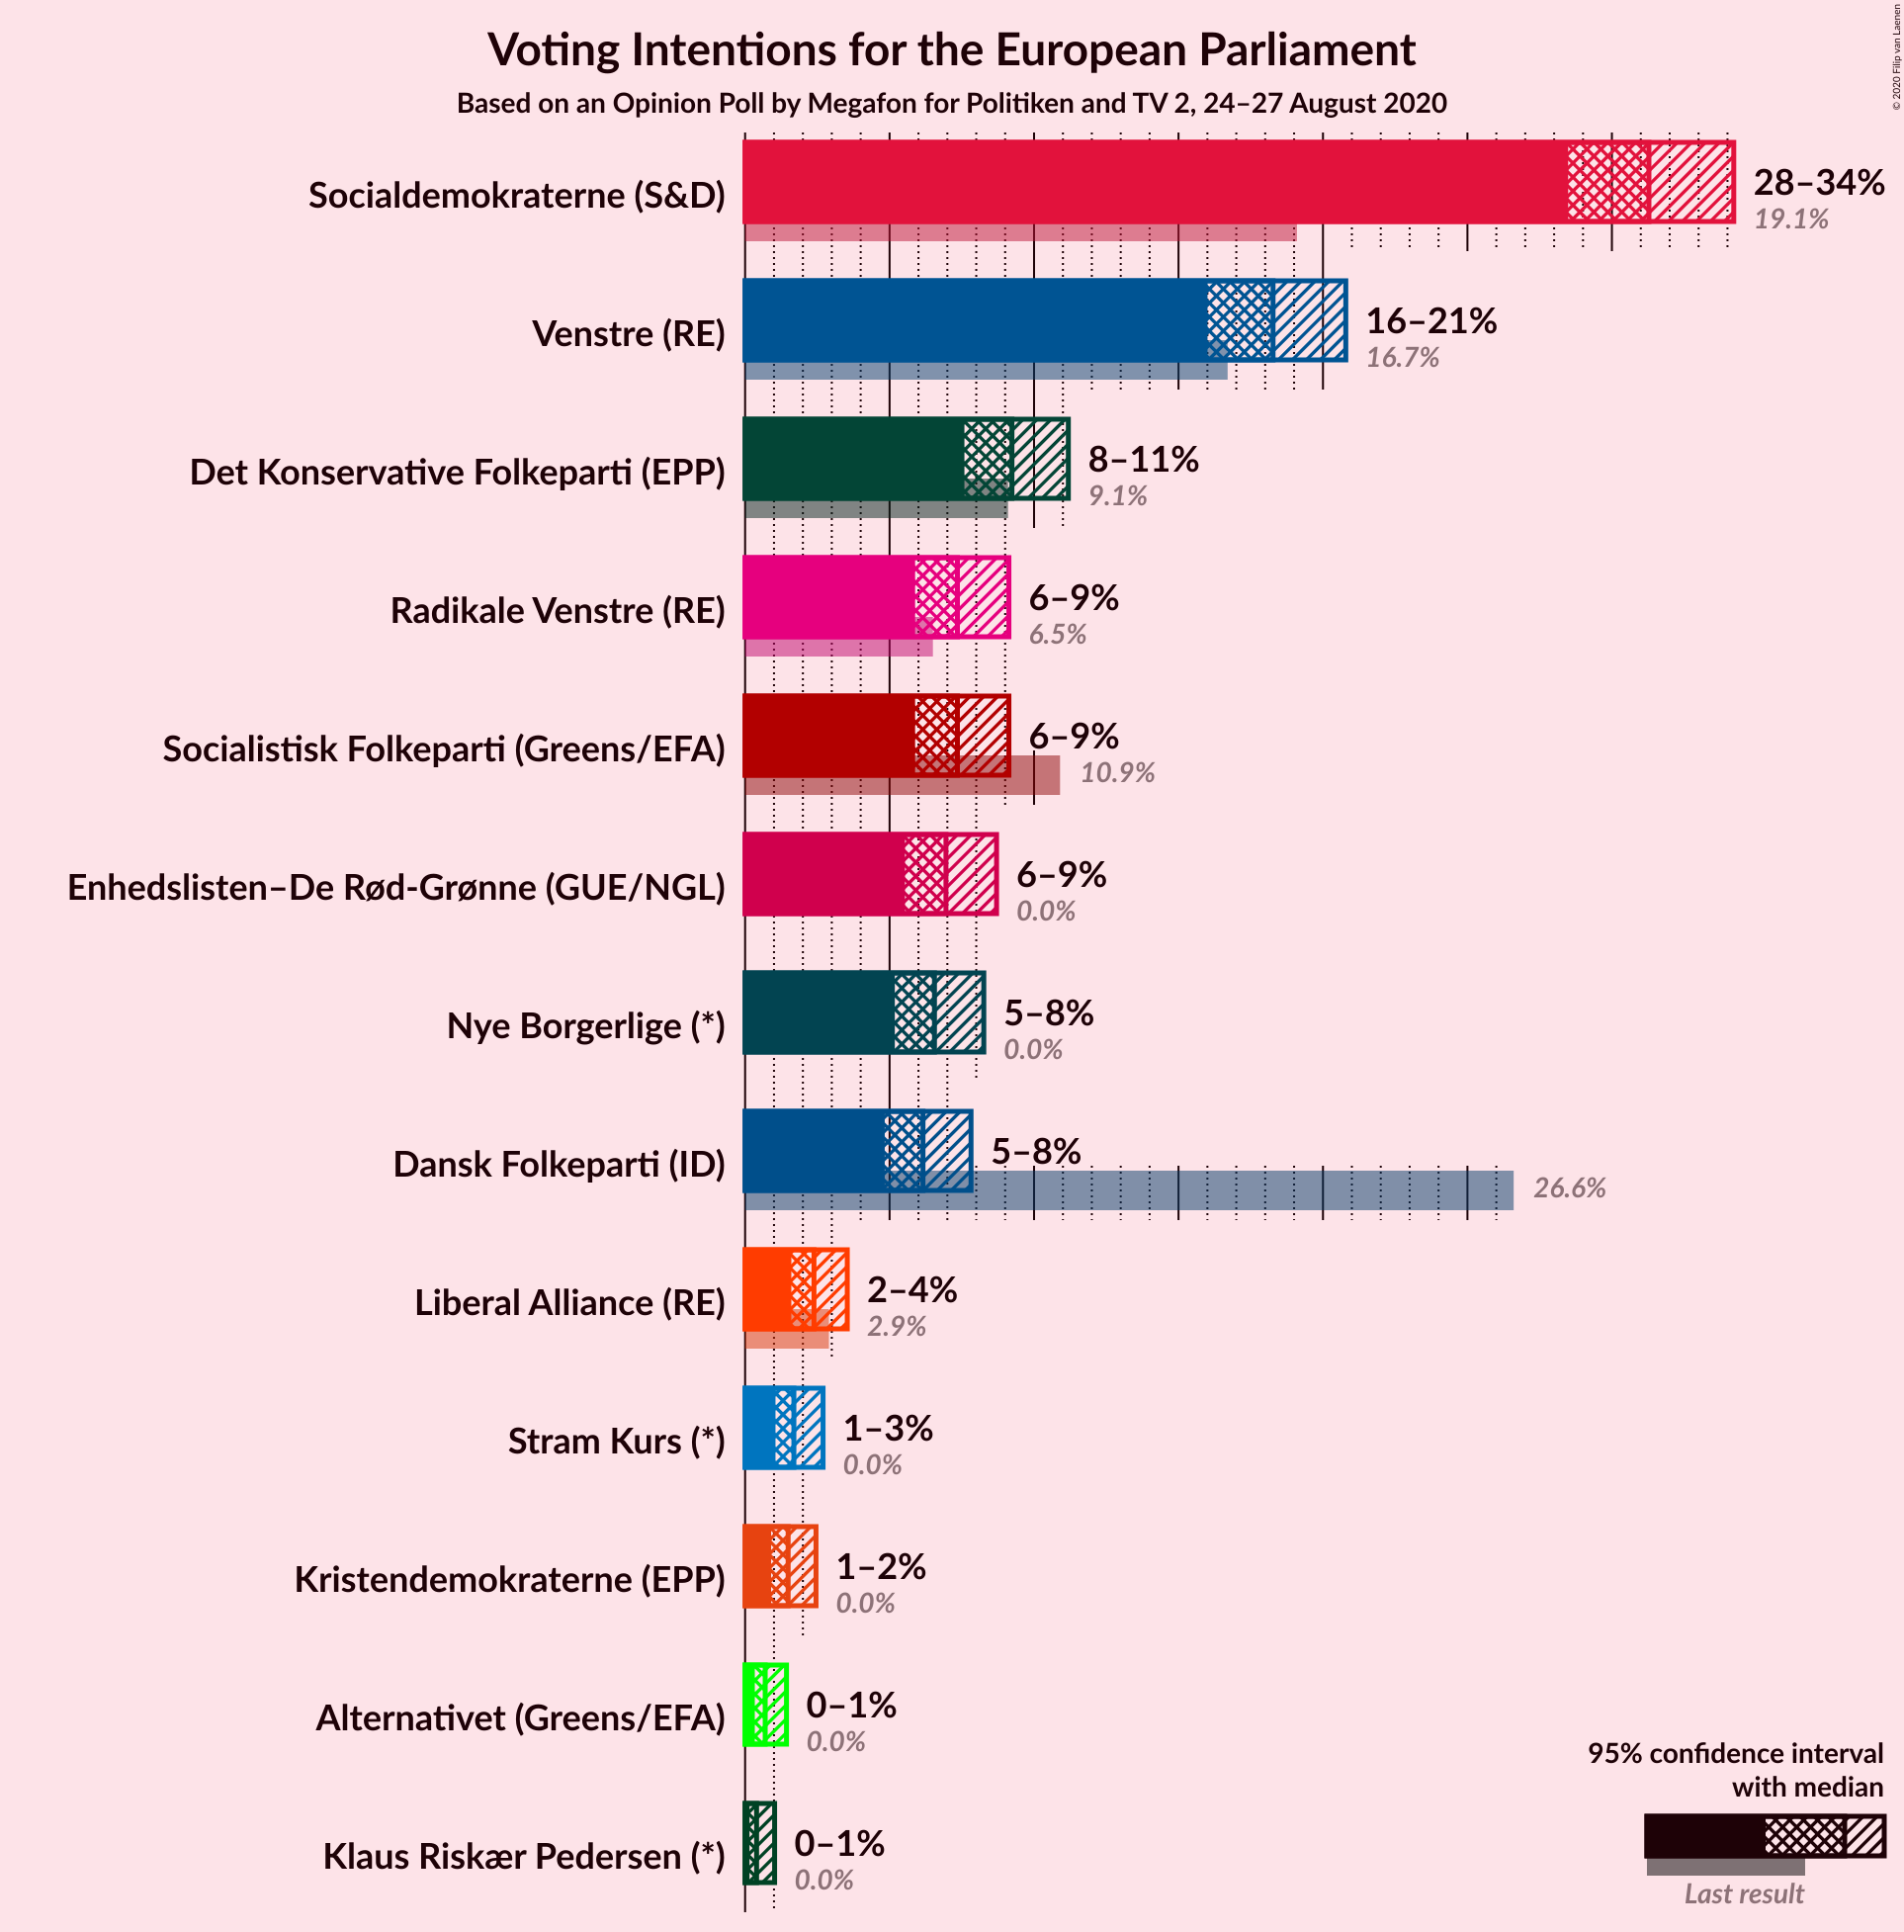 Voting Intentions for the European Parliament
Based on an Opinion Poll by Megafon for Politiken and TV 2, 24–27 August 2020
© 2020 Filip van Laenen
Socialdemokraterne (S&D)
28–34%
19.1%
Venstre (RE)
16–21%
16.7%
Det Konservative Folkeparti (EPP)
8–11%
9.1%
Radikale Venstre (RE)
6–9%
6.5%
Socialistisk Folkeparti (Greens/EFA)
6–9%
10.9%
Enhedslisten–De Rød-Grønne (GUE/NGL)
6–9%
0.0%
Nye Borgerlige (*)
5–8%
0.0%
Dansk Folkeparti (ID)
5–8%
26.6%
Liberal Alliance (RE)
2–4%
2.9%
Stram Kurs (*)
1–3%
0.0%
Kristendemokraterne (EPP)
1–2%
0.0%
Alternativet (Greens/EFA)
0–1%
0.0%
Klaus Riskær Pedersen (*)
0–1%
0.0%
95% confidence interval
with median
Last result